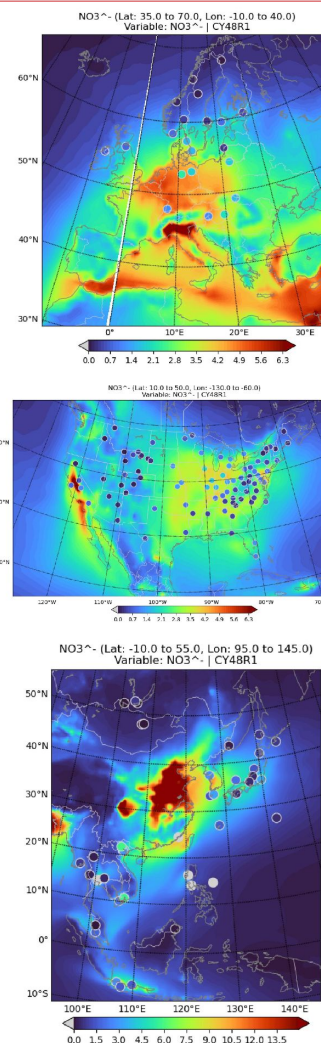 NO3^- (Lat: 35.0 to 70.0, Lon: -10.0 to 40.0)
Variable: NO3^- | CY48R1
60°N
50°N
40°N
30°N
0° 10°E 20°E 30°E
0.0 0.7 1.4 2.1 2.8 3.5 4.2 4.9 5.6 6.3
NO3^- (Lat: 10.0 to 50.0, Lon: -130.0 to -60.0)
Variable: NO3^- | CY48R1
120°W 110°W 100°W 90°W 80°W
0.0 0.7 1.4 2.1 2.8 3.5 4.2 4.9 5.6 6.3
NO3^- (Lat: -10.0 to 55.0, Lon: 95.0 to 145.0)
Variable: NO3^- | CY48R1
50°N
40°N
30°N
20°N
10°N
0°
10°S
100°E 110°E 120°E 130°E 140°E
0.0 1.5 3.0 4.5 6.0 7.5 9.0 10.5 12.0 13.5